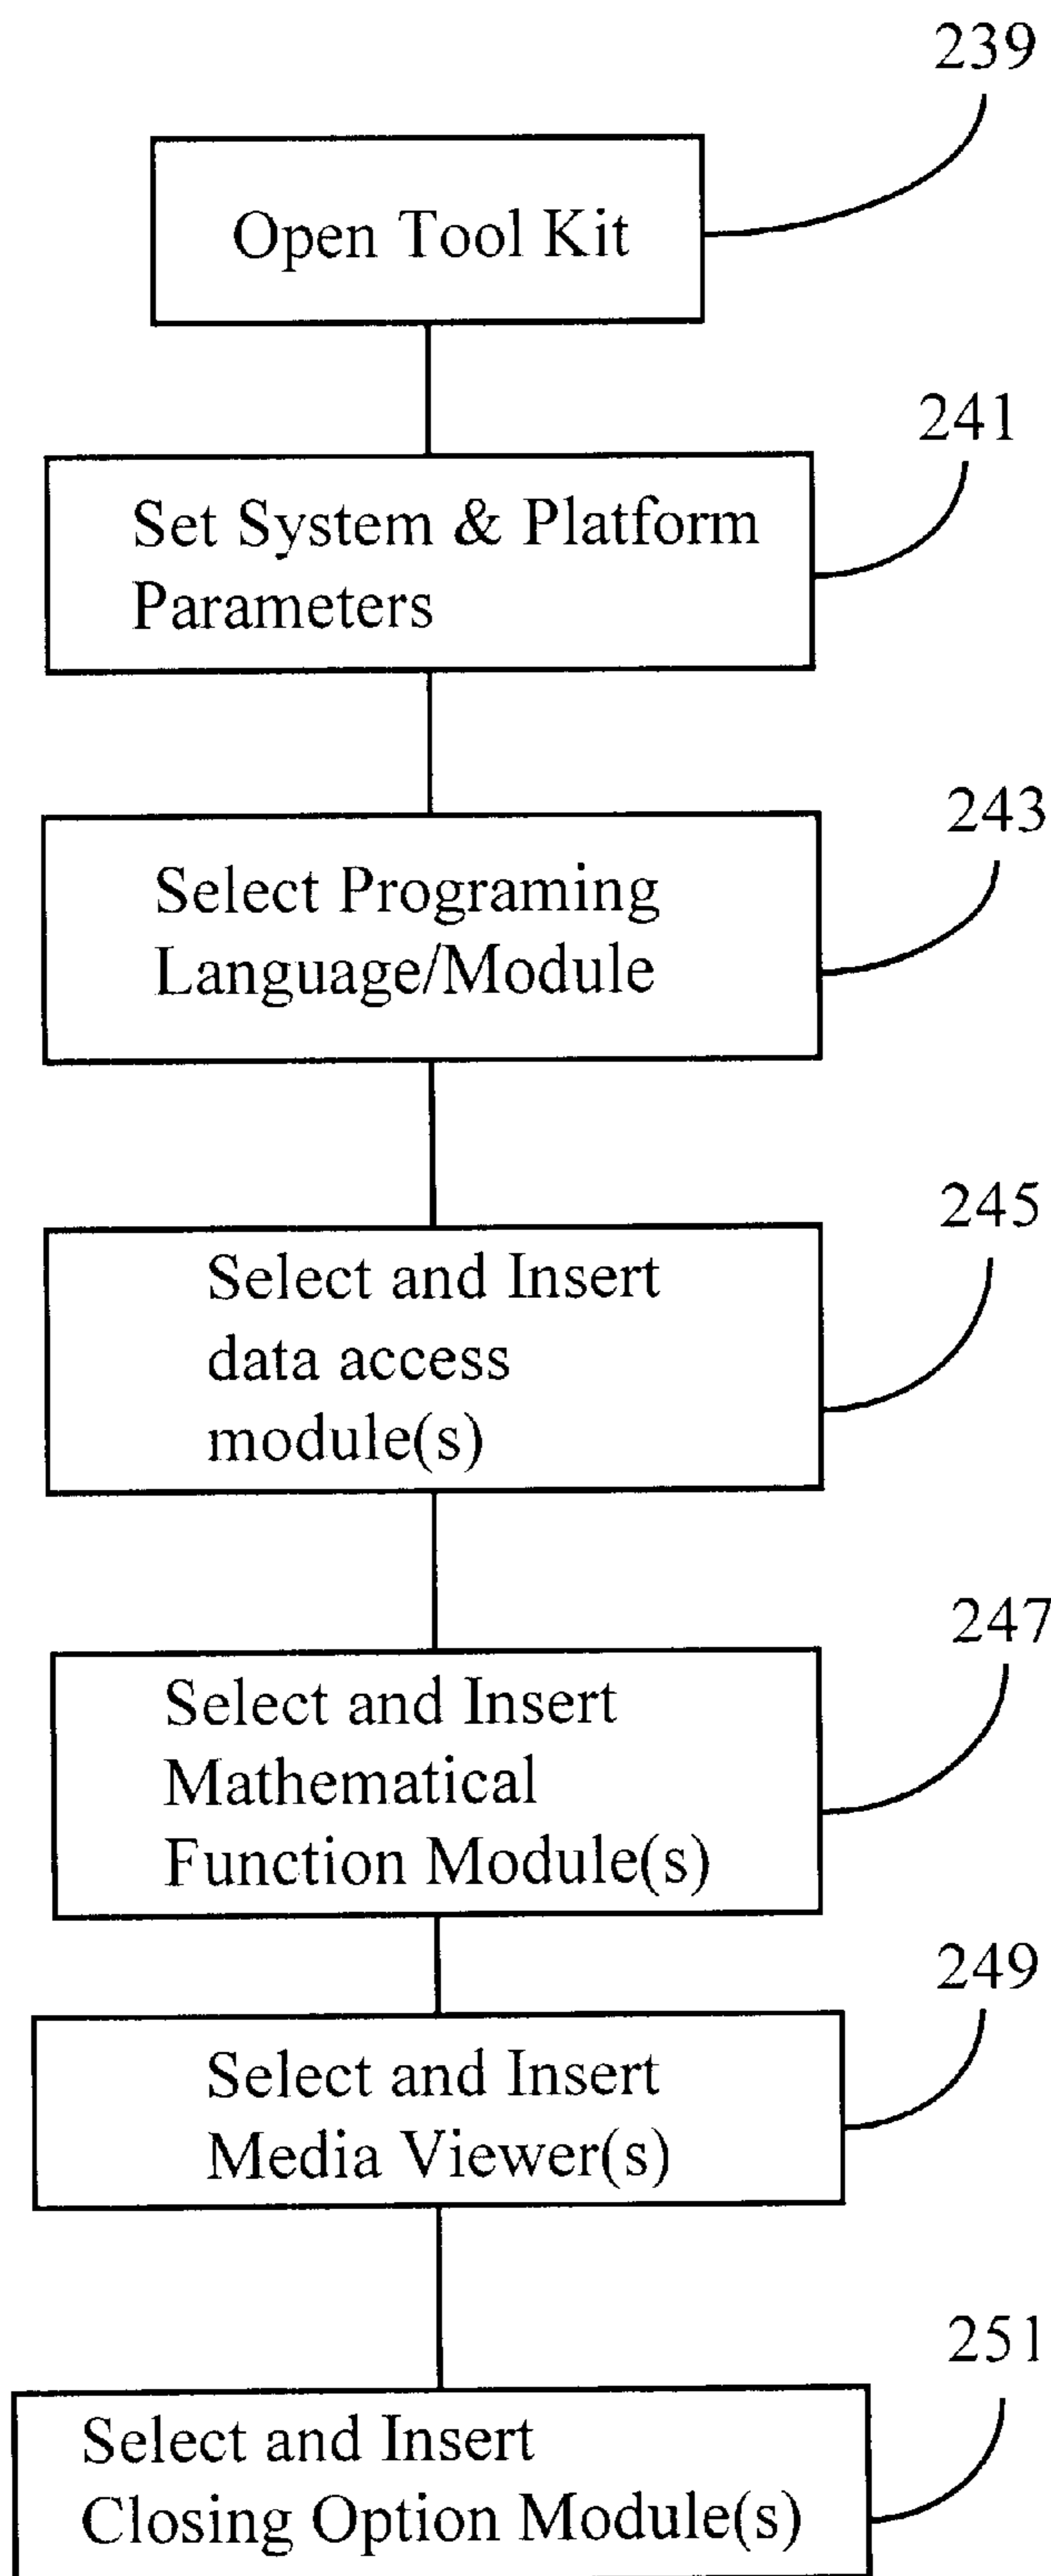 239
Open Tool Kit
241
Set System & Platform
Parameters
243
Select Programing
Language/Module
245
Select and Insert
data access
module(s)
247
Select and Insert
Mathematical
Function Module(s)
249
Select and Insert
Media Viewer(s)
251
Select and Insert
Closing Option Module(s)